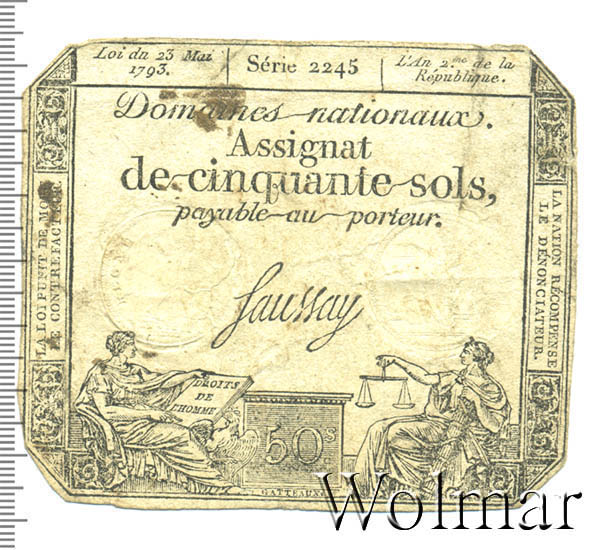 Loi du 23 Mai
1793.
Série 2245
L'An 2.me de la
République.
Domaines nationaux.
Assignat
de cinquante sols,
payable au porteur.
LA LOI PUNIT DE MORT
LE CONTREFACTEUR
LA NATION RÉCOMPENSE
LE DÉNONCIATEUR.
Saussay
DROITS
DE
L'HOMME
50s
GATTEAUX
Wolmar